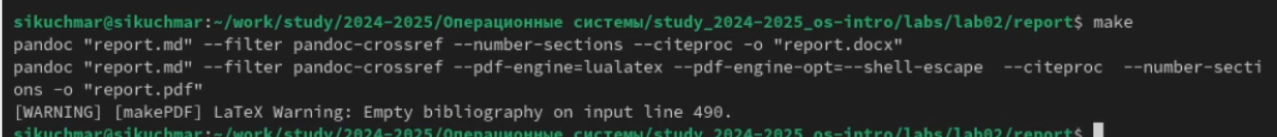 sikuchmar@sikuchmar:~/work/study/2024-2025/Операционные системы/study_2024-2025_os-intro/labs/lab02/report$ make
pandoc "report.md" --filter pandoc-crossref --number-sections --citeproc -o "report.docx"
pandoc "report.md" --filter pandoc-crossref --pdf-engine=lualatex --pdf-engine-opt=--shell-escape  --citeproc  --number-secti
ons -o "report.pdf"
[WARNING] [makePDF] LaTeX Warning: Empty bibliography on input line 490.
sikuchmar@sikuchmar:~/work/study/2024-2025/Операционные системы/study_2024-2025_os-intro/labs/lab02/report$